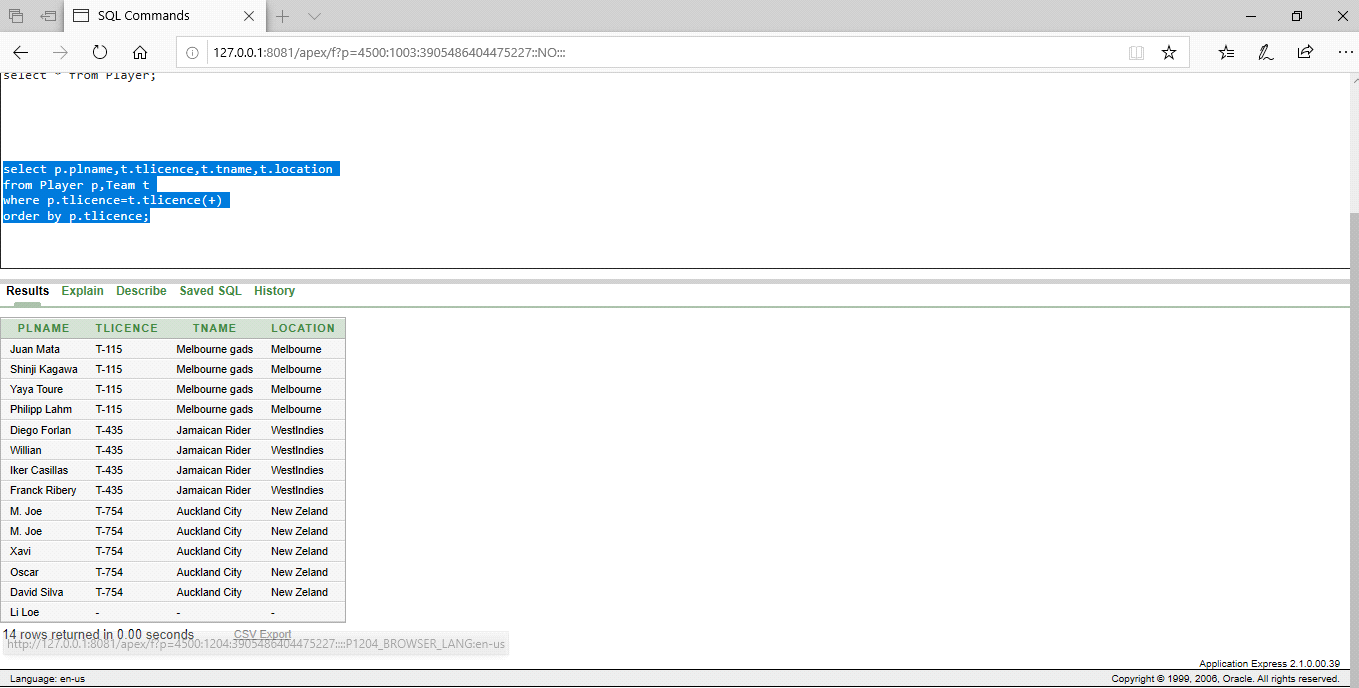 SQL Commands
127.0.0.1:8081/apex/f?p=4500:1003:3905486404475227::NO:::
select * from Player;
select p.plname,t.tlicence,t.tname,t.location
from Player p,Team t
where p.tlicence=t.tlicence(+)
order by p.tlicence;
Results Explain Describe Saved SQL History
PLNAME TLICENCE TNAME LOCATION
Juan Mata T-115 Melbourne gads Melbourne
Shinji Kagawa T-115 Melbourne gads Melbourne
Yaya Toure T-115 Melbourne gads Melbourne
Philipp Lahm T-115 Melbourne gads Melbourne
Diego Forlan T-435 Jamaican Rider WestIndies
Willian T-435 Jamaican Rider WestIndies
Iker Casillas T-435 Jamaican Rider WestIndies
Franck Ribery T-435 Jamaican Rider WestIndies
M. Joe T-754 Auckland City New Zeland
M. Joe T-754 Auckland City New Zeland
Xavi T-754 Auckland City New Zeland
Oscar T-754 Auckland City New Zeland
David Silva T-754 Auckland City New Zeland
Li Loe - - -
14 rows returned in 0.00 seconds CSV Export
http://127.0.0.1:8081/apex/f?p=4500:1204:3905486404475227::::P1204_BROWSER_LANG:en-us
Application Express 2.1.0.00.39
Language: en-us Copyright © 1999, 2006, Oracle. All rights reserved.